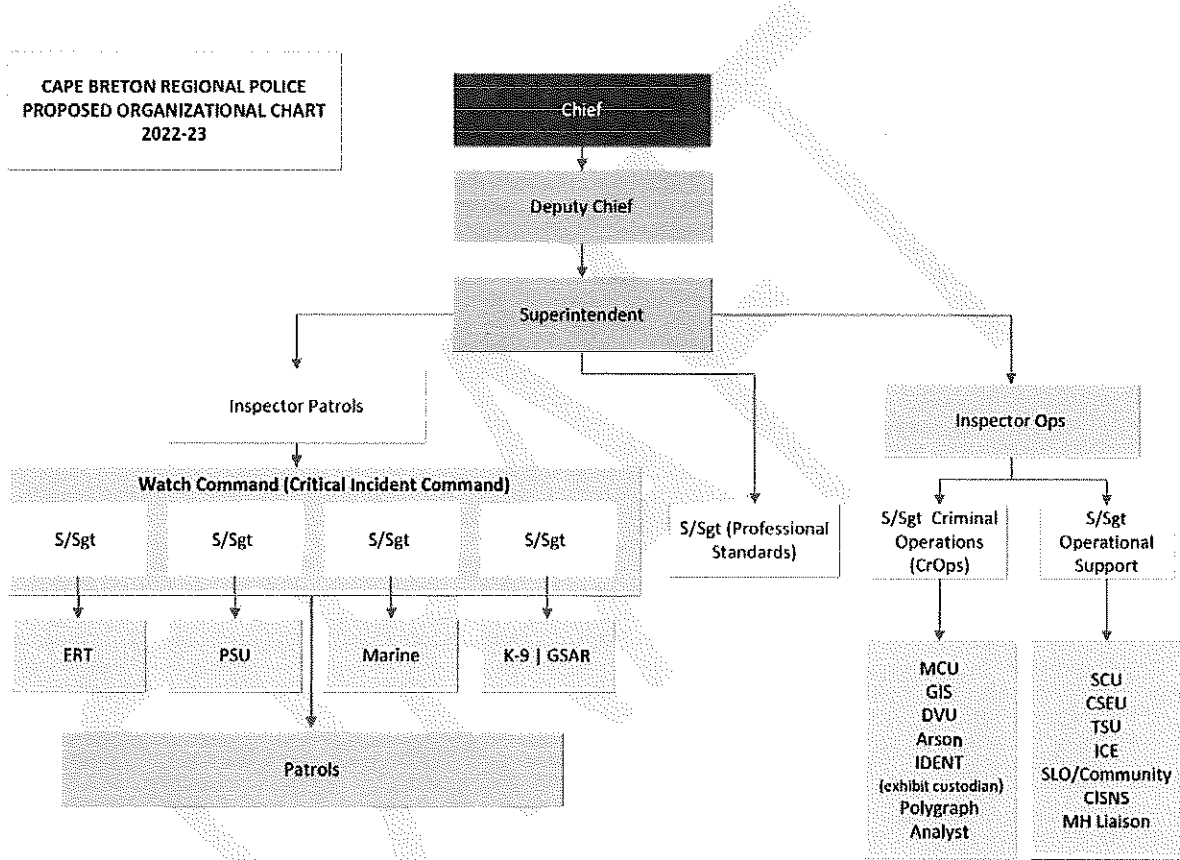 CAPE BRETON REGIONAL POLICE
PROPOSED ORGANIZATIONAL CHART
2022-23
Chief
Deputy Chief
Superintendent
Inspector Patrols
Inspector Ops
Watch Command (Critical Incident Command)
S/Sgt
S/Sgt
S/Sgt
S/Sgt
S/Sgt (Professional
Standards)
S/Sgt Criminal
Operations
(CrOps)
S/Sgt
Operational
Support
ERT
PSU
Marine
K-9 | GSAR
Patrols
MCU
GIS
DVU
Arson
IDENT
(exhibit custodian)
Polygraph
Analyst
SCU
CSEU
TSU
ICE
SLO/Community
CISNS
MH Liaison